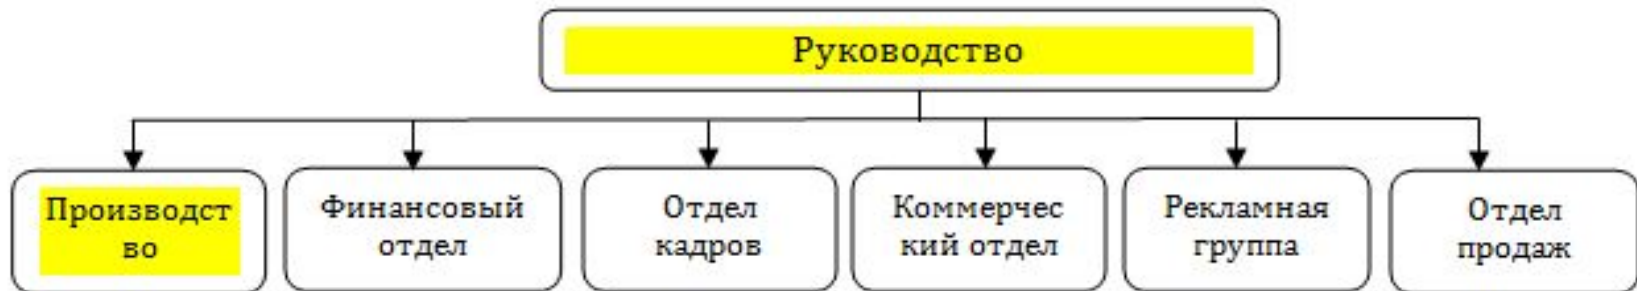 Руководство
Производст
во
Финансовый
отдел
Отдел
кадров
Коммерчес
кий отдел
Рекламная
группа
Отдел
продаж